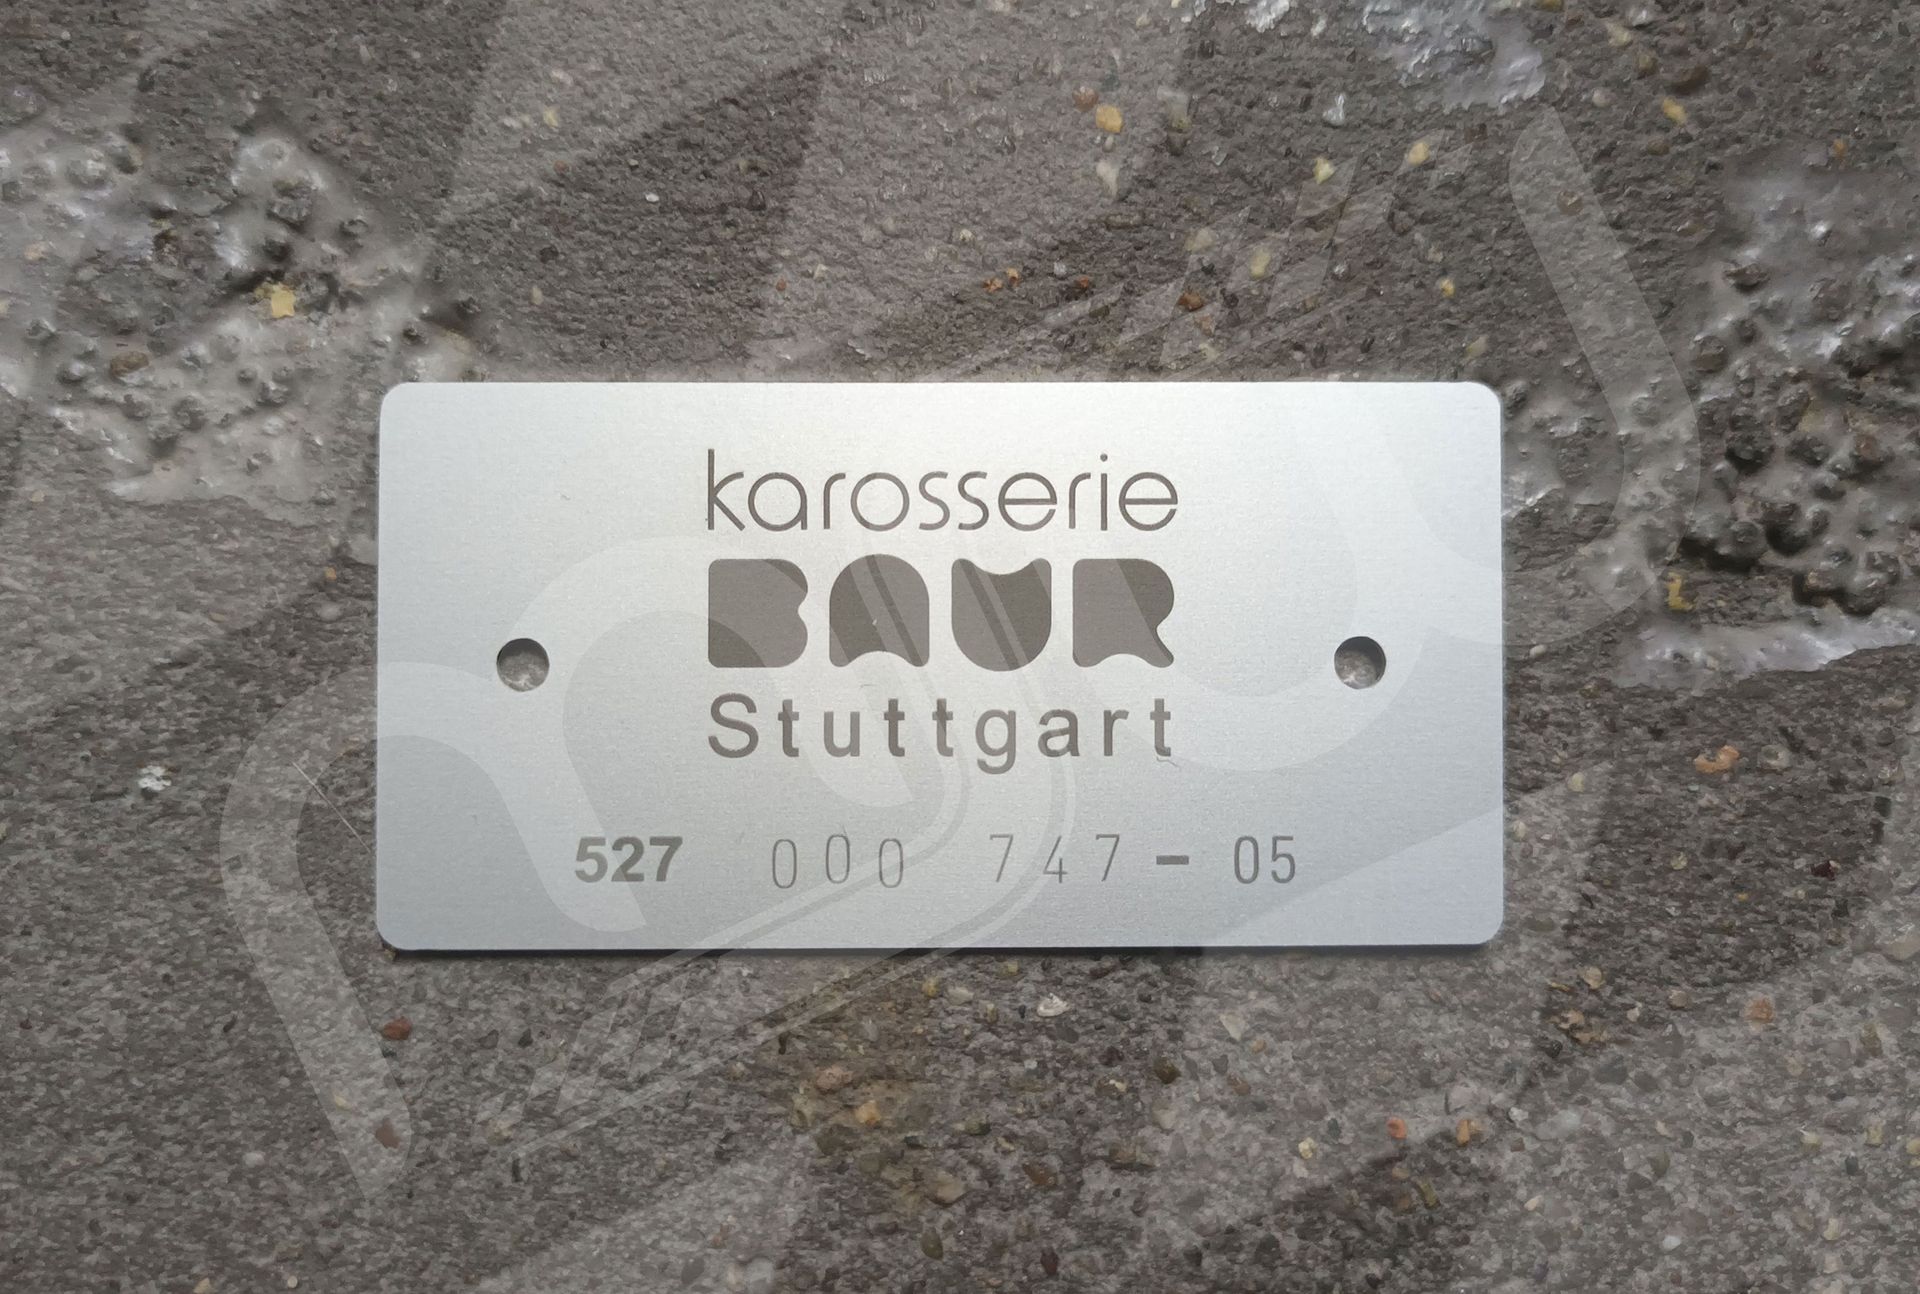 karosserie
BAUR
Stuttgart
527 000 747 - 05